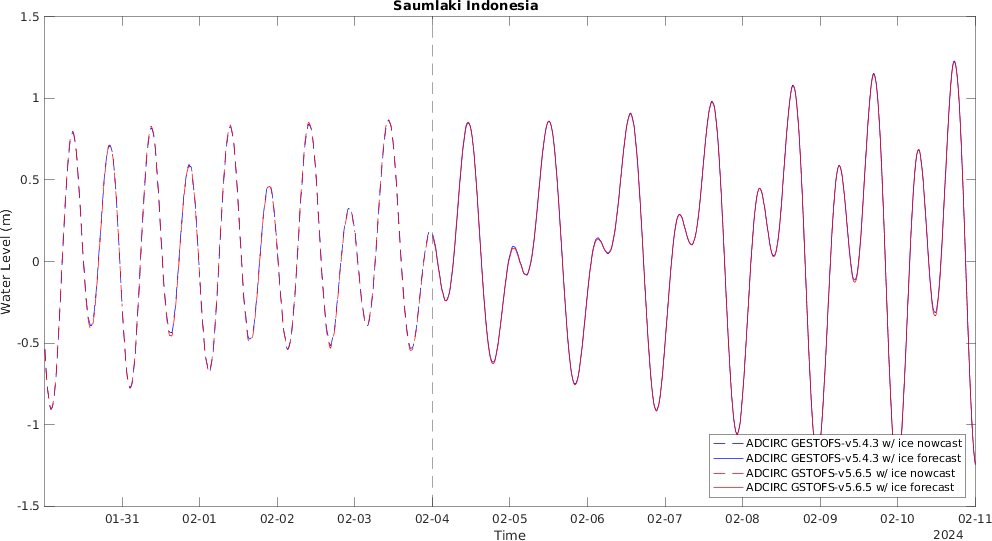 Saumlaki Indonesia
1.5
1
0.5
0
-0.5
-1
-1.5
Water Level (m)
01-31
02-01
02-02
02-03
02-04
02-05
02-06
02-07
02-08
02-09
02-10
02-11
Time
2024
ADCIRC GESTOFS-v5.4.3 w/ ice nowcast
ADCIRC GESTOFS-v5.4.3 w/ ice forecast
ADCIRC GSTOFS-v5.6.5 w/ ice nowcast
ADCIRC GSTOFS-v5.6.5 w/ ice forecast